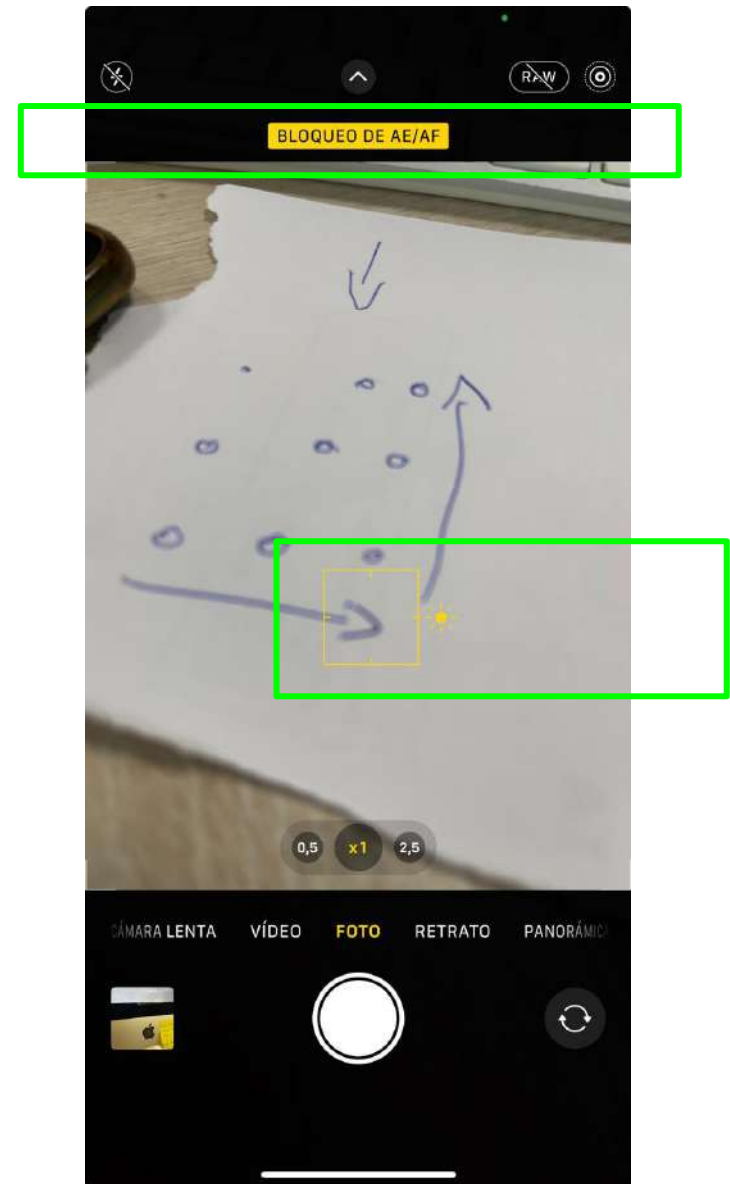 RAW
BLOQUEO DE AE/AF
0,5 x1 2,5
CÁMARA LENTA VÍDEO FOTO RETRATO PANORÁMICA